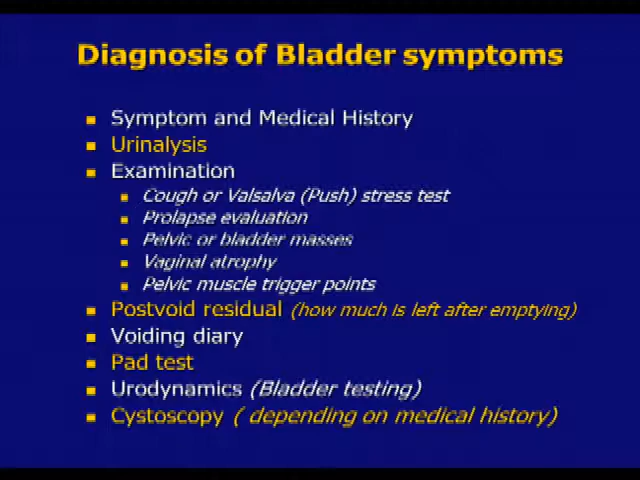 Diagnosis of Bladder symptoms
Symptom and Medical History
Urinalysis
Examination
Cough or Valsalva (Push) stress test
Prolapse evaluation
Pelvic or bladder masses
Vaginal atrophy
Pelvic muscle trigger points
Postvoid residual (how much is left after emptying)
Voiding diary
Pad test
Urodynamics (Bladder testing)
Cystoscopy ( depending on medical history)